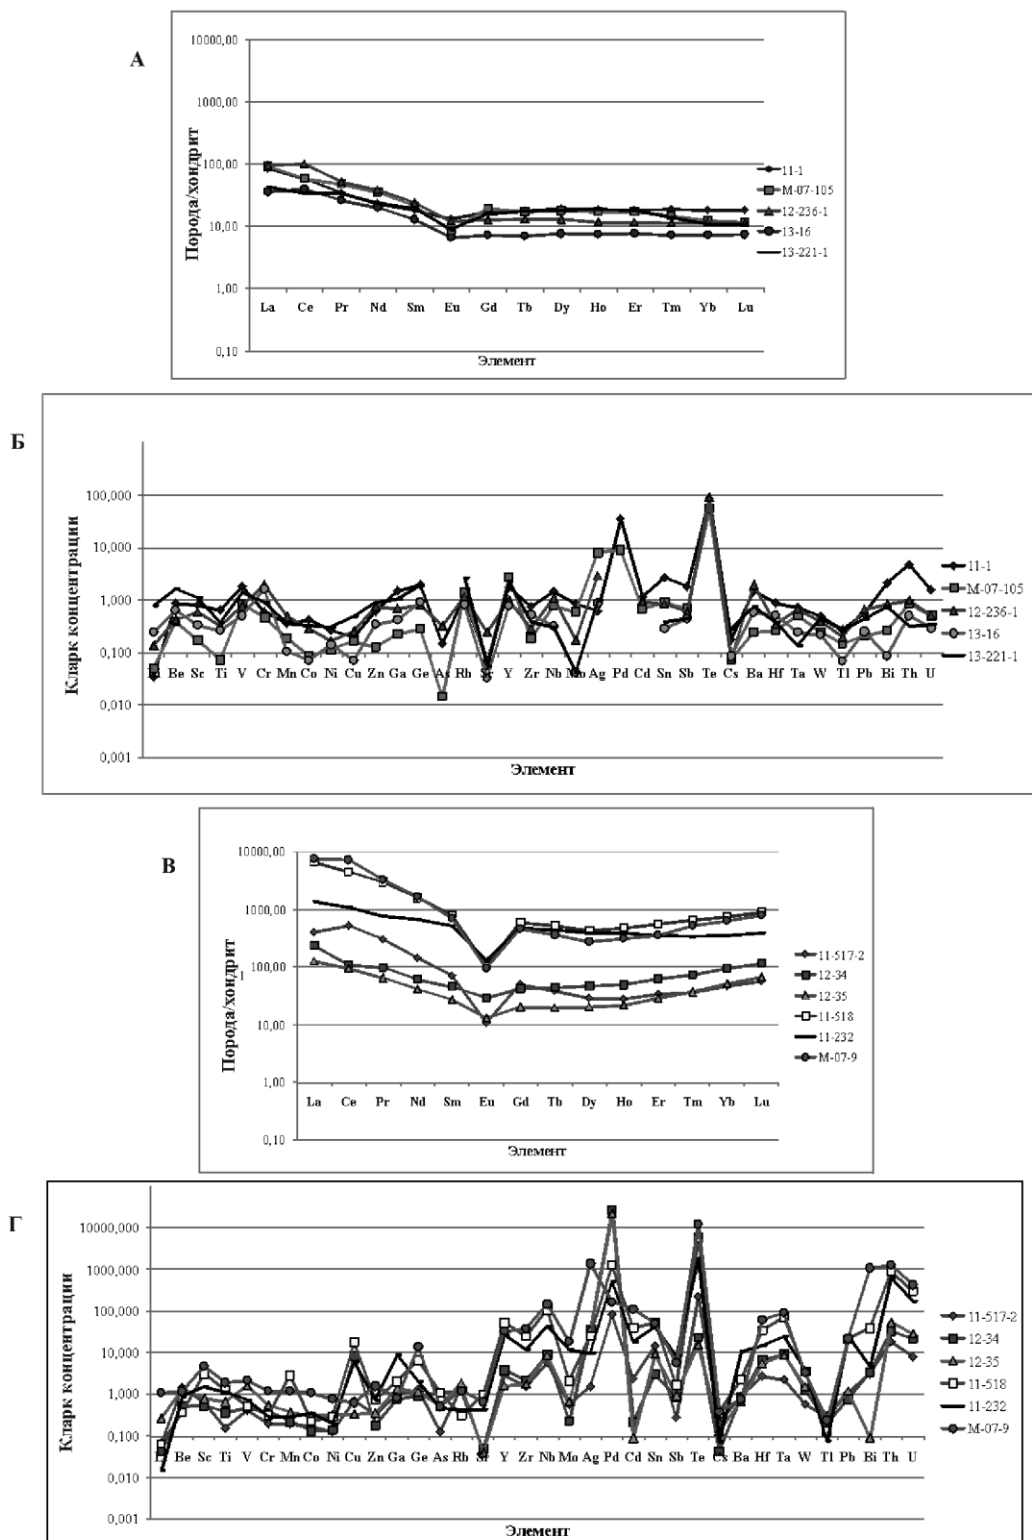 А
10000,00
1000,00
100,00
10,00
1,00
0,10
Порода/хондрит
La Ce Pr Nd Sm Eu Gd Tb Dy Ho Er Tm Yb Lu
Элемент
11-1
М-07-105
12-236-1
13-16
13-221-1
Б
100,000
10,000
1,000
0,100
0,010
0,001
Кларк концентрации
Be Sc Ti V Cr Mn Co Ni Cu Zn Ga Ge As Rb Sr Y Zr Nb Ag Pd Cd Sn Sb Te Cs Ba Hf Ta W Tl Pb Bi Th U
Элемент
11-1
М-07-105
12-236-1
13-16
13-221-1
В
10000,00
1000,00
100,00
10,00
1,00
0,10
Порода/хондрит
La Ce Pr Nd Sm Eu Gd Tb Dy Ho Er Tm Yb Lu
Элемент
11-517-2
12-34
12-35
11-518
11-232
М-07-9
Г
10000,000
1000,000
100,000
10,000
1,000
0,100
0,010
0,001
Кларк концентрации
Be Sc Ti V Cr Mn Co Ni Cu Zn Ga Ge As Rb Sr Y Zr Nb Mo Ag Pd Cd Sn Sb Te Cs Ba Hf Ta W Tl Pb Bi Th U
Элемент
11-517-2
12-34
12-35
11-518
11-232
М-07-9